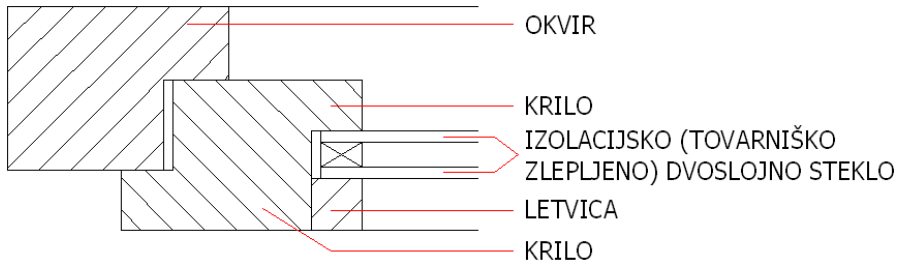 OKVIR
KRILO
IZOLACIJSKO (TOVARNIŠKO
ZLEPLJENO) DVOSLOJNO STEKLO
LETVICA
KRILO